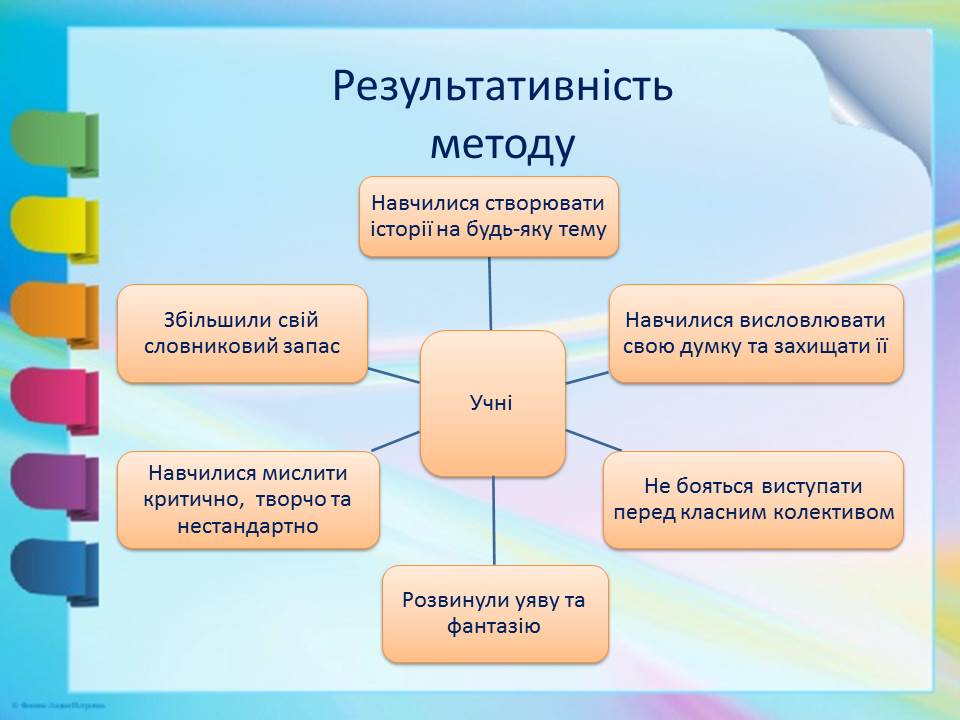 Результативність
методу
Навчилися створювати
історії на будь-яку тему
Збільшили свій
словниковий запас
Навчилися висловлювати
свою думку та захищати її
Учні
Навчилися мислити
критично, творчо та
нестандартно
Не бояться виступати
перед класним колективом
Розвинули уяву та
фантазію